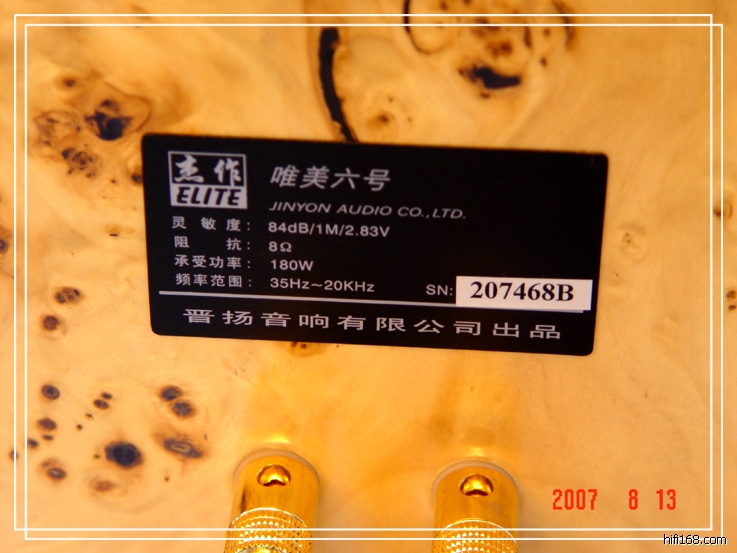 杰作
ELITE
唯美六号
JINYON AUDIO CO.,LTD.
灵敏度: 84dB/1M/2.83V
阻抗: 8Ω
承受功率: 180W
频率范围: 35Hz~20KHz
SN: 207468B
晋扬音响有限公司出品
2007 8 13
hifi168.com